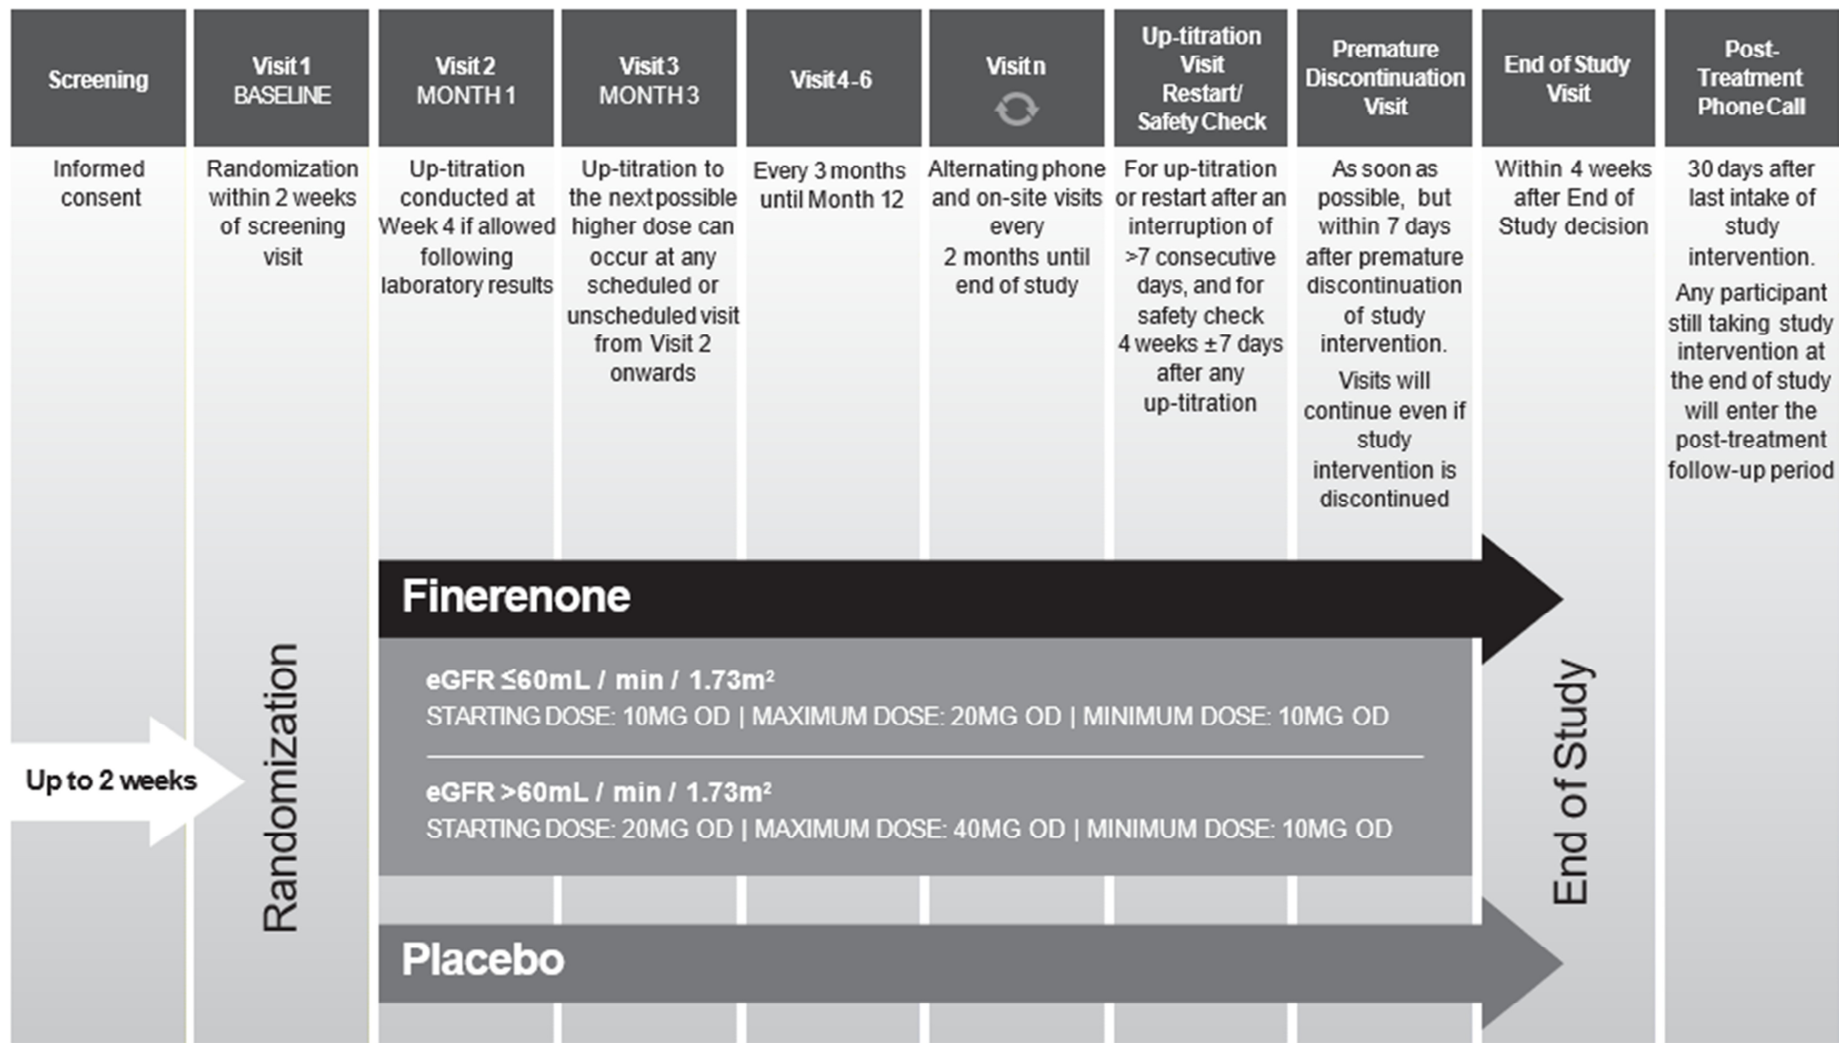 Screening
Informed
consent
Visit 1
BASELINE
Randomization
within 2 weeks
of screening
visit
Visit 2
MONTH 1
Up-titration
conducted at
Week 4 if allowed
following
laboratory results
Visit 3
MONTH 3
Up-titration to
the next possible
higher dose can
occur at any
scheduled or
unscheduled visit
from Visit 2
onwards
Visit 4-6
Every 3 months
until Month 12
Visit n
Alternating phone
and on-site visits
every
2 months until
end of study
Up-titration
Visit
Restart/
Safety Check
For up-titration
or restart after an
interruption of
>7 consecutive
days, and for
safety check
4 weeks ±7 days
after any
up-titration
Premature
Discontinuation
Visit
As soon as
possible, but
within 7 days
after premature
discontinuation
of study
intervention.
Visits will
continue even if
study
intervention is
discontinued
End of Study
Visit
Within 4 weeks
after End of
Study decision
Post-
Treatment
Phone Call
30 days after
last intake of
study
intervention.
Any participant
still taking study
intervention at
the end of study
will enter the
post-treatment
follow-up period
Up to 2 weeks
Randomization
Finerenone
eGFR ≤60mL / min / 1.73m²
STARTING DOSE: 10MG OD | MAXIMUM DOSE: 20MG OD | MINIMUM DOSE: 10MG OD
eGFR >60mL / min / 1.73m²
STARTING DOSE: 20MG OD | MAXIMUM DOSE: 40MG OD | MINIMUM DOSE: 10MG OD
Placebo
End of Study